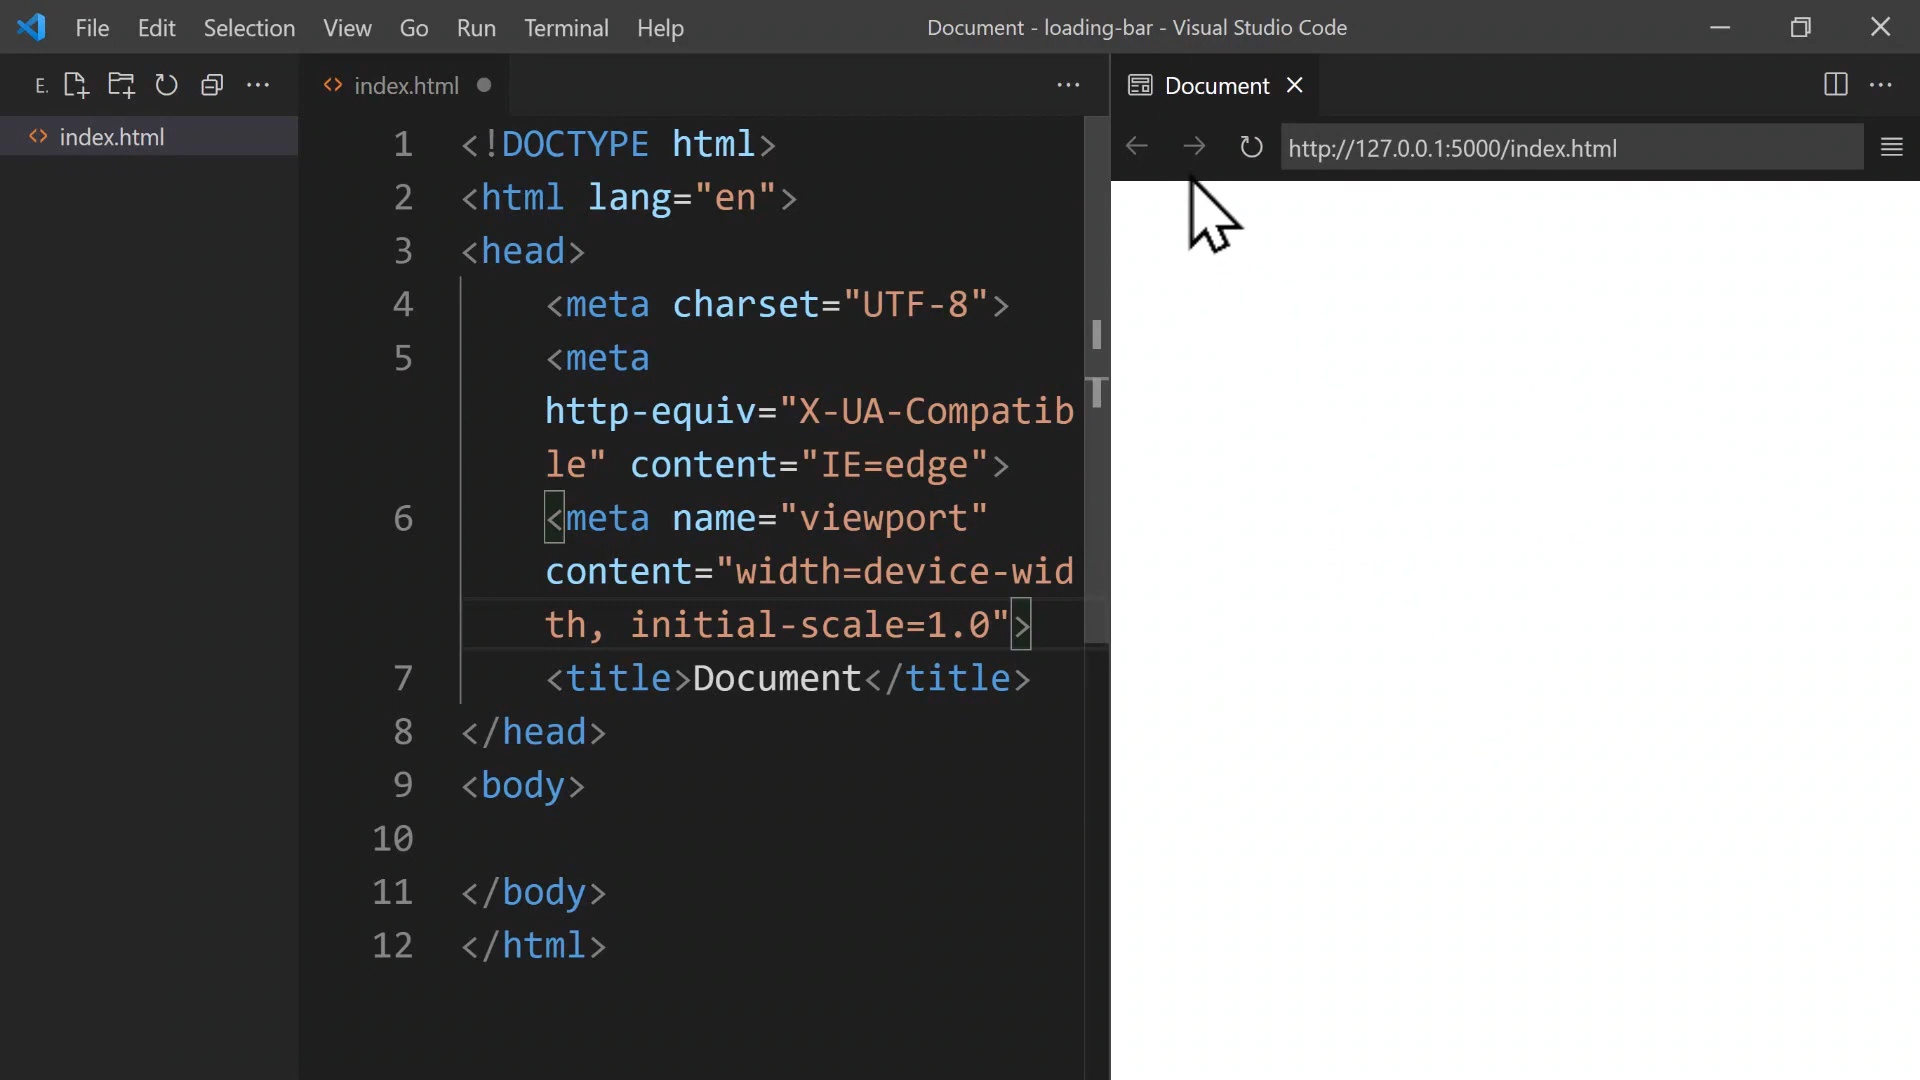 File Edit Selection View Go Run Terminal Help Document - loading-bar - Visual Studio Code
E.
index.html
Document
index.html
http://127.0.0.1:5000/index.html
1 <!DOCTYPE html>
2 <html lang="en">
3 <head>
4 <meta charset="UTF-8">
5 <meta
http-equiv="X-UA-Compatib
le" content="IE=edge">
6 <meta name="viewport"
content="width=device-wid
th, initial-scale=1.0">
7 <title>Document</title>
8 </head>
9 <body>
10
11 </body>
12 </html>